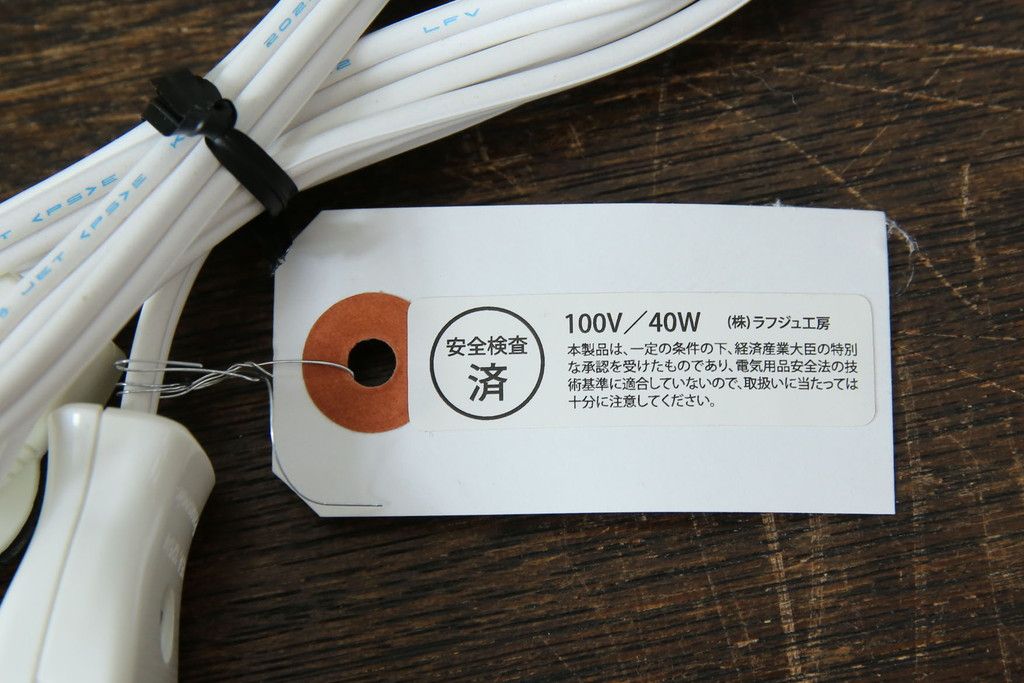 安全検査
済
100V／40W (株)ラフジュ工房
本製品は、一定の条件の下、経済産業大臣の特別
な承認を受けたものであり、電気用品安全法の技
術基準に適合していないので、取扱いに当たっては
十分に注意してください。